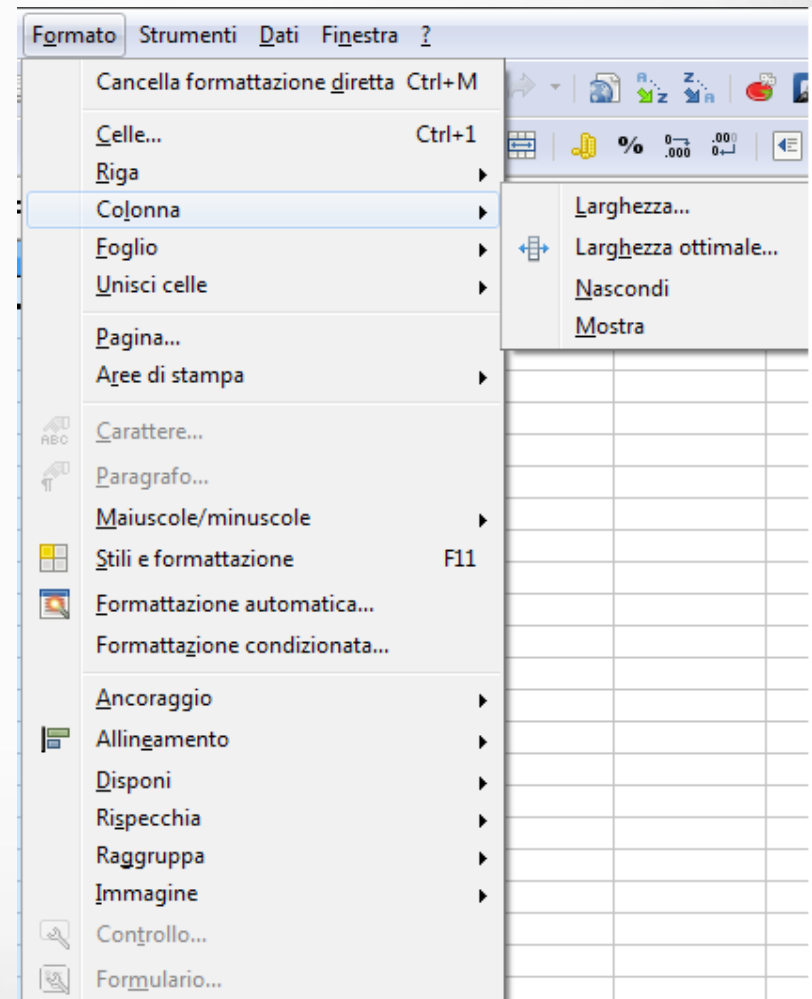 Formato Strumenti Dati Finestra ?
Cancella formattazione diretta Ctrl+M
Celle... Ctrl+1
Riga
Colonna
Foglio
Unisci celle
Pagina...
Aree di stampa
Carattere...
Paragrafo...
Maiuscole/minuscole
Stili e formattazione F11
Formattazione automatica...
Formattazione condizionata...
Ancoraggio
Allineamento
Disponi
Rispecchia
Raggruppa
Immagine
Controllo...
Formulario...
Larghezza...
Larghezza ottimale...
Nascondi
Mostra
ABC